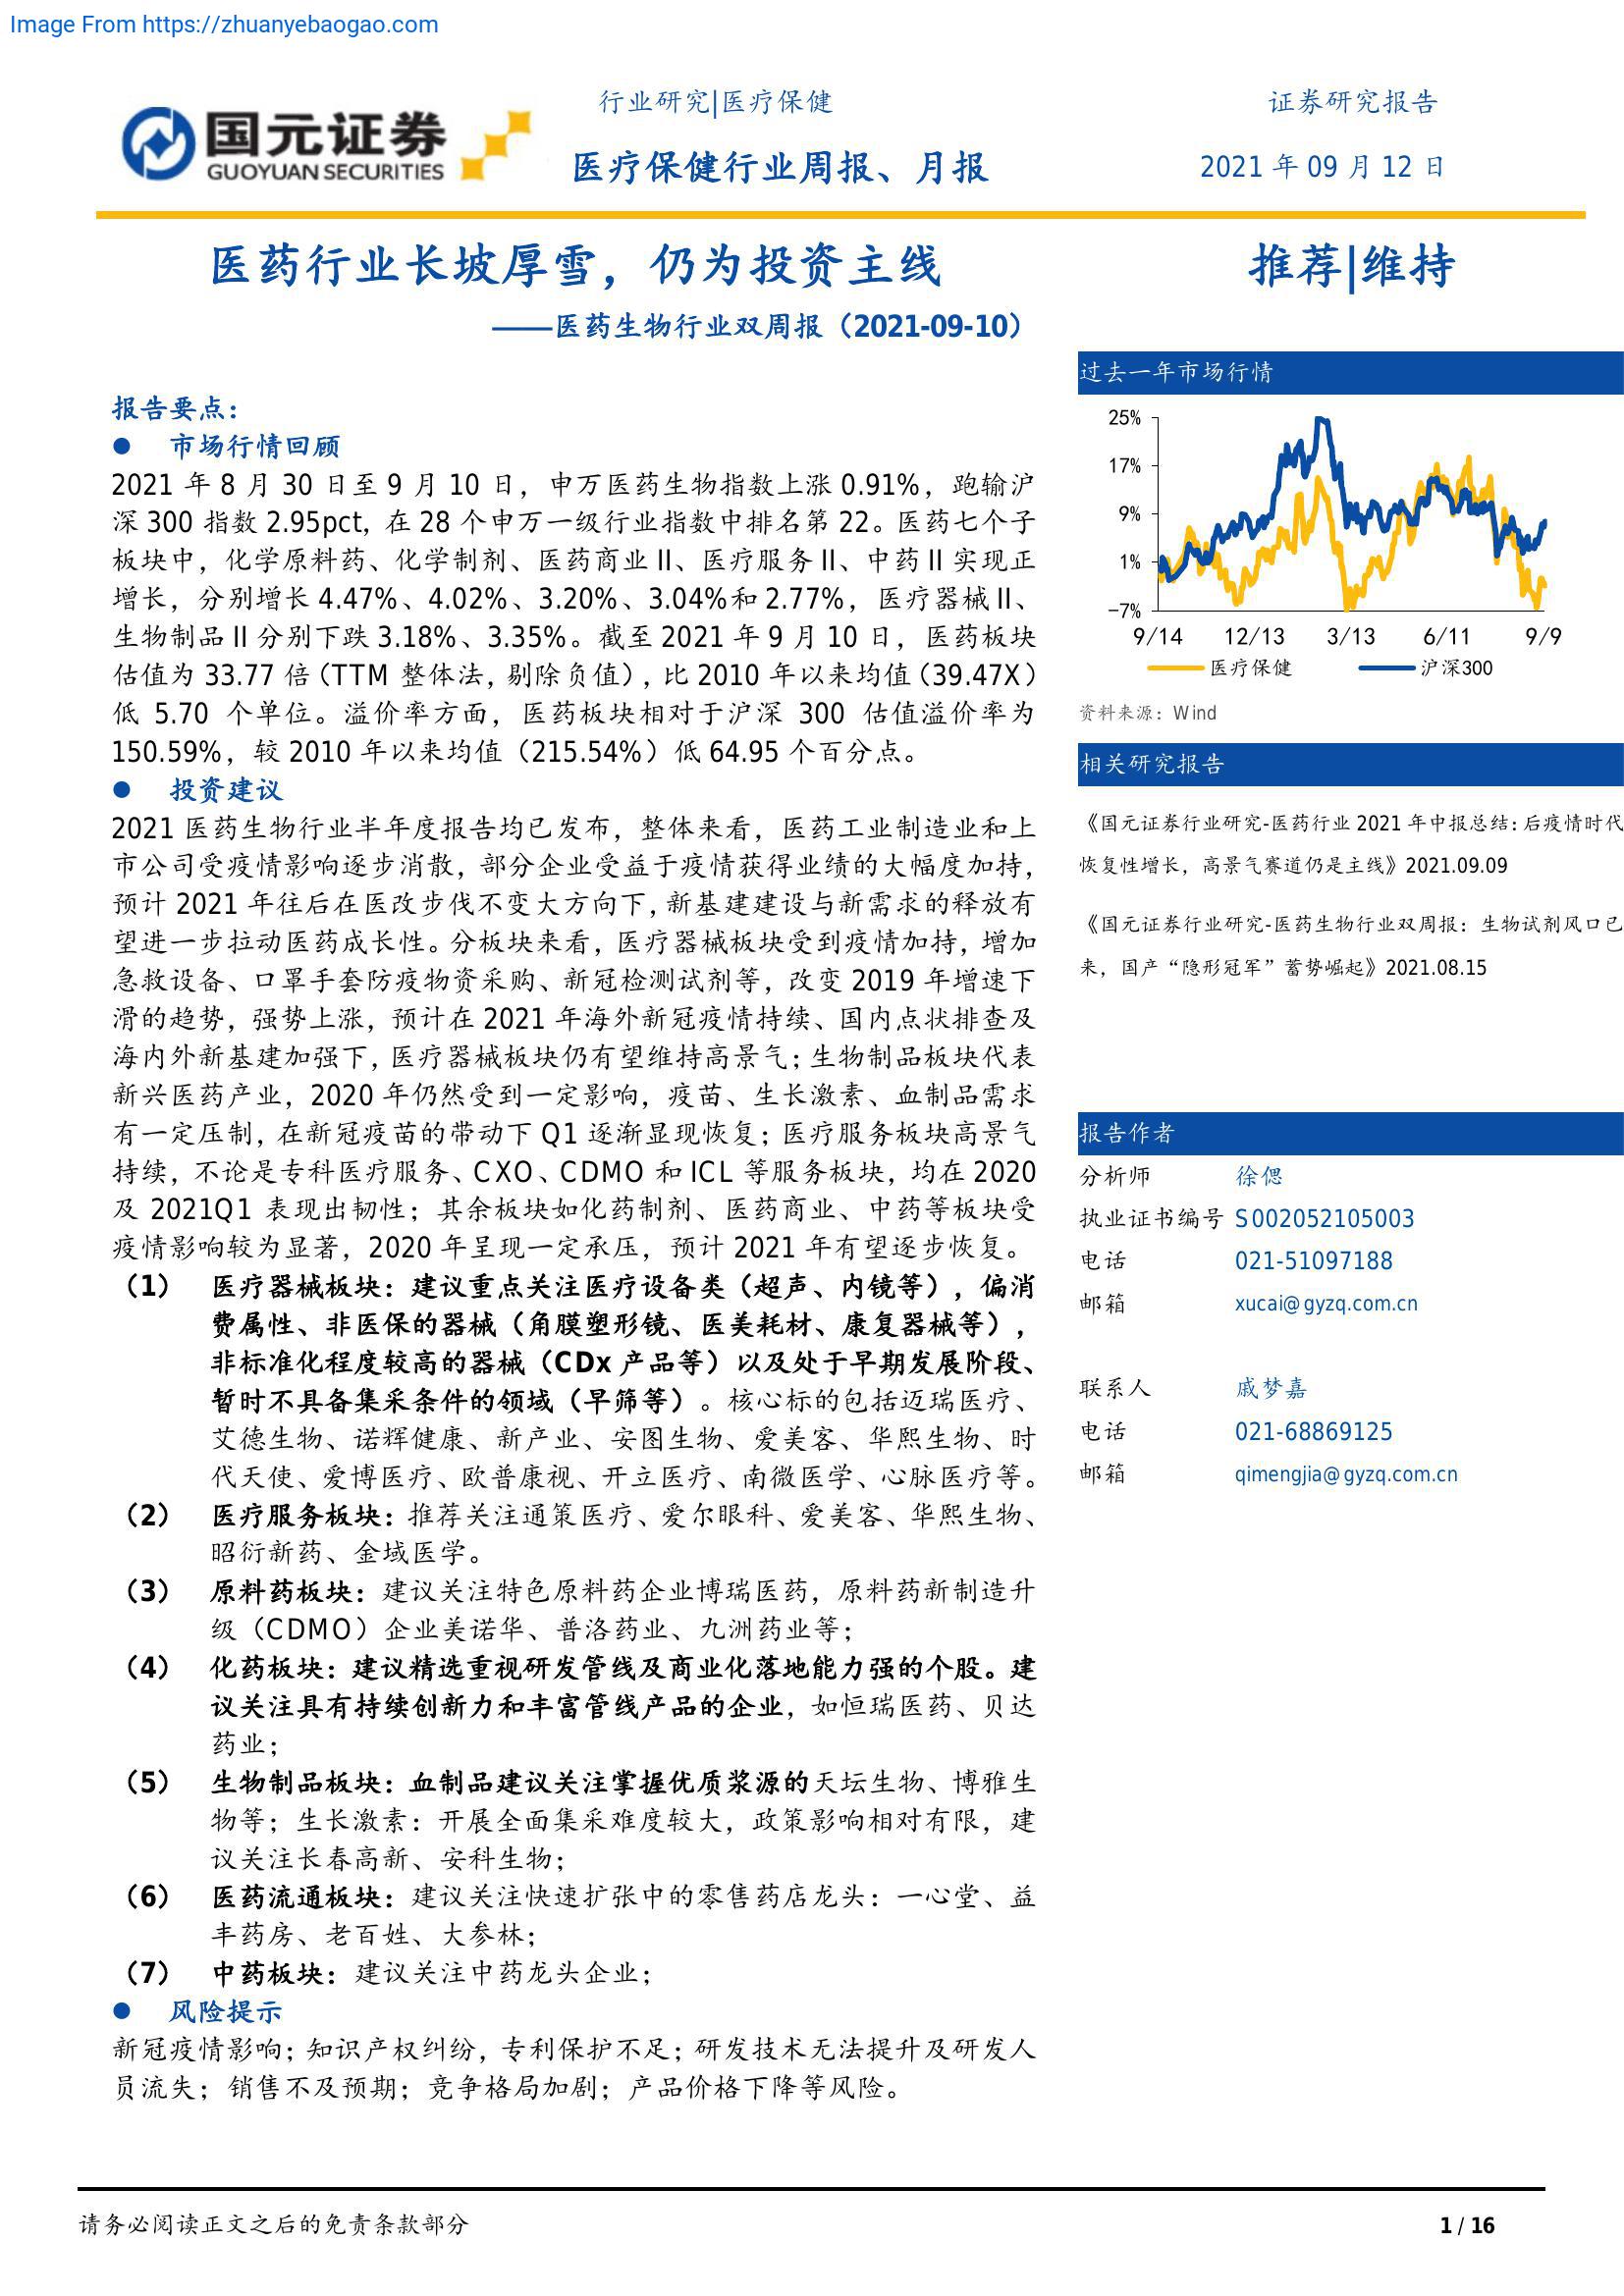 Image From https://zhuanyebaogao.com
国元证券
GUOYUAN SECURITIES
行业研究|医疗保健
医疗保健行业周报、月报
证券研究报告
2021 年 09 月 12 日
医药行业长坡厚雪，仍为投资主线
——医药生物行业双周报（2021-09-10）
推荐|维持
报告要点：
● 市场行情回顾
2021 年 8 月 30 日至 9 月 10 日，申万医药生物指数上涨 0.91%，跑输沪
深 300 指数 2.95pct，在 28 个申万一级行业指数中排名第 22。医药七个子
板块中，化学原料药、化学制剂、医药商业Ⅱ、医疗服务Ⅱ、中药Ⅱ 实现正
增长，分别增长 4.47%、4.02%、3.20%、3.04%和 2.77%，医疗器械Ⅱ、
生物制品Ⅱ分别下跌 3.18%、3.35%。截至 2021 年 9 月 10 日，医药板块
估值为 33.77 倍（TTM 整体法，剔除负值），比 2010 年以来均值（39.47X）
低 5.70 个单位。溢价率方面，医药板块相对于沪深 300 估值溢价率为
150.59%，较 2010 年以来均值（215.54%）低 64.95 个百分点。
● 投资建议
2021 医药生物行业半年度报告均已发布，整体来看，医药工业制造业和上
市公司受疫情影响逐步消散，部分企业受益于疫情获得业绩的大幅度加持，
预计 2021 年往后在医改步伐不变大方向下，新基建建设与新需求的释放有
望进一步拉动医药成长性。分板块来看，医疗器械板块受到疫情加持，增加
急救设备、口罩手套防疫物资采购、新冠检测试剂等，改变 2019 年增速下
滑的趋势，强势上涨，预计在 2021 年海外新冠疫情持续、国内点状排查及
海内外新基建加强下，医疗器械板块仍有望维持高景气；生物制品板块代表
新兴医药产业，2020 年仍然受到一定影响，疫苗、生长激素、血制品需求
有一定压制，在新冠疫苗的带动下 Q1 逐渐显现恢复；医疗服务板块高景气
持续，不论是专科医疗服务、CXO、CDMO 和 ICL 等服务板块，均在 2020
及 2021Q1 表现出韧性；其余板块如化药制剂、医药商业、中药等板块受
疫情影响较为显著，2020 年呈现一定承压，预计 2021 年有望逐步恢复。
（1） 医疗器械板块：建议重点关注医疗设备类（超声、内镜等），偏消
费属性、非医保的器械（角膜塑形镜、医美耗材、康复器械等），
非标准化程度较高的器械（CDx 产品等）以及处于早期发展阶段、
暂时不具备集采条件的领域（早筛等）。核心标的包括迈瑞医疗、
艾德生物、诺辉健康、新产业、安图生物、爱美客、华熙生物、时
代天使、爱博医疗、欧普康视、开立医疗、南微医学、心脉医疗等。
（2） 医疗服务板块：推荐关注通策医疗、爱尔眼科、爱美客、华熙生物、
昭衍新药、金域医学。
（3） 原料药板块：建议关注特色原料药企业博瑞医药，原料药新制造升
级（CDMO）企业美诺华、普洛药业、九洲药业等；
（4） 化药板块：建议精选重视研发管线及商业化落地能力强的个股。建
议关注具有持续创新力和丰富管线产品的企业，如恒瑞医药、贝达
药业；
（5） 生物制品板块：血制品建议关注掌握优质浆源的天坛生物、博雅生
物等；生长激素：开展全面集采难度较大，政策影响相对有限，建
议关注长春高新、安科生物；
（6） 医药流通板块：建议关注快速扩张中的零售药店龙头：一心堂、益
丰药房、老百姓、大参林；
（7） 中药板块：建议关注中药龙头企业；
● 风险提示
新冠疫情影响；知识产权纠纷，专利保护不足；研发技术无法提升及研发人
员流失；销售不及预期；竞争格局加剧；产品价格下降等风险。
过去一年市场行情
25%
17%
9%
1%
-7%
9/14 12/13 3/13 6/11 9/9
医疗保健 沪深300
资料来源：Wind
相关研究报告
《国元证券行业研究-医药行业 2021 年中报总结：后疫情时代
恢复性增长，高景气赛道仍是主线》2021.09.09
《国元证券行业研究-医药生物行业双周报：生物试剂风口已
来，国产“隐形冠军”蓄势崛起》2021.08.15
报告作者
分析师 徐偲
执业证书编号 S002052105003
电话 021-51097188
邮箱 xucai@gyzq.com.cn
联系人 戚梦嘉
电话 021-68869125
邮箱 qimengjia@gyzq.com.cn
请务必阅读正文之后的免责条款部分
1 / 16